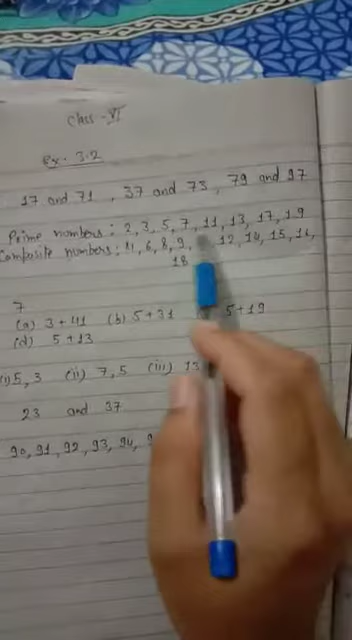 Class - VI
Ex - 3.2
17 and 71 , 37 and 73 , 79 and 97
Prime numbers : 2, 3, 5, 7, 11, 13, 17, 19
Composite numbers : 4, 6, 8, 9, 12, 14, 15, 16,
18
7
(a) 3 + 41 (b) 5 + 31 5 + 19
(d) 5 + 13
5, 3 (ii) 7, 5 (iii) 13
23 and 37
90, 91, 92, 93, 94,